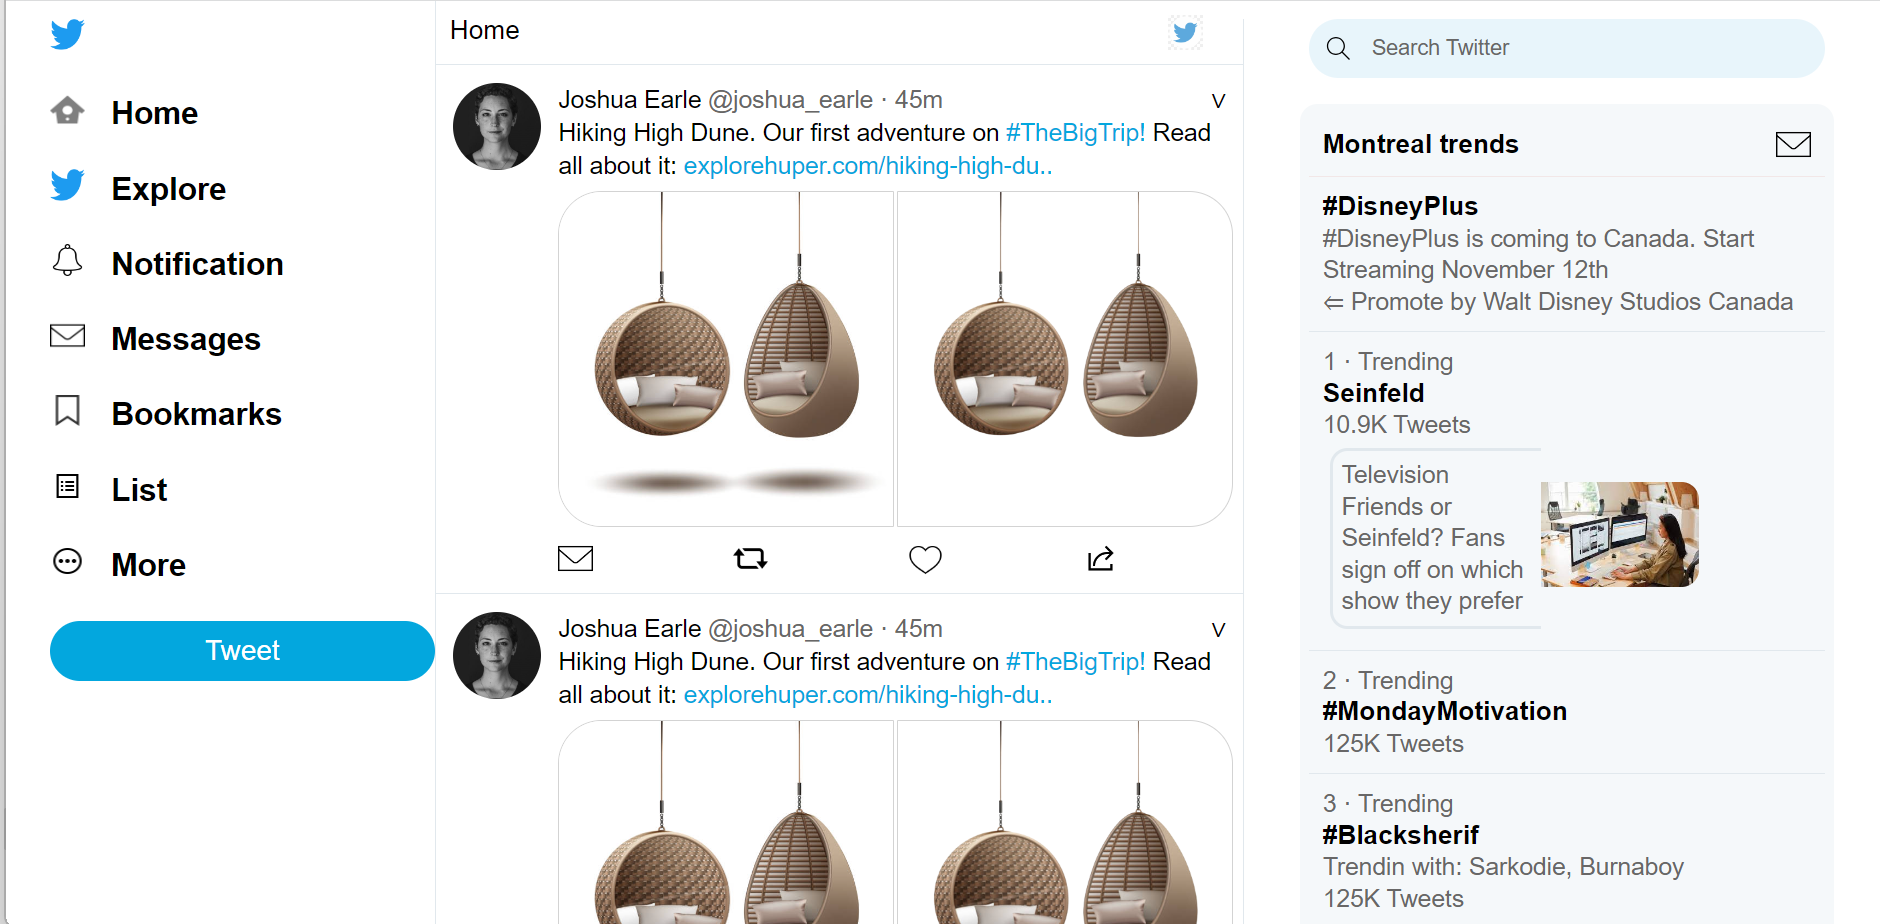 Home
Explore
Notification
Messages
Bookmarks
List
More
Tweet
Home
Joshua Earle @joshua_earle · 45m V
Hiking High Dune. Our first adventure on #TheBigTrip! Read
all about it: explorehuper.com/hiking-high-du..
Joshua Earle @joshua_earle · 45m V
Hiking High Dune. Our first adventure on #TheBigTrip! Read
all about it: explorehuper.com/hiking-high-du..
Search Twitter
Montreal trends
#DisneyPlus
#DisneyPlus is coming to Canada. Start
Streaming November 12th
⇐ Promote by Walt Disney Studios Canada
1 · Trending
Seinfeld
10.9K Tweets
Television
Friends or
Seinfeld? Fans
sign off on which
show they prefer
2 · Trending
#MondayMotivation
125K Tweets
3 · Trending
#Blacksherif
Trendin with: Sarkodie, Burnaboy
125K Tweets